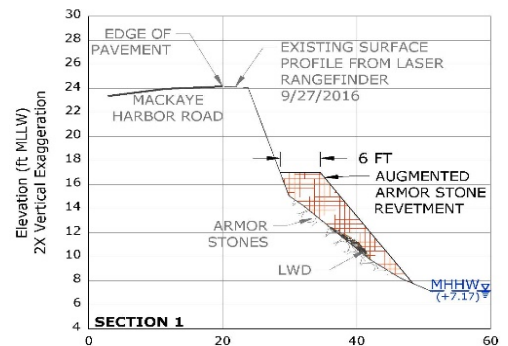 30
28
26
24
22
20
18
16
14
12
10
8
6
4
Elevation (ft MLLW)
2X Vertical Exaggeration
EDGE OF
PAVEMENT
EXISTING SURFACE
PROFILE FROM LASER
RANGEFINDER
9/27/2016
MACKAYE
HARBOR ROAD
6 FT
AUGMENTED
ARMOR STONE
REVETMENT
ARMOR
STONES
LWD
MHHW
(+7.17)
SECTION 1
0
20
40
60